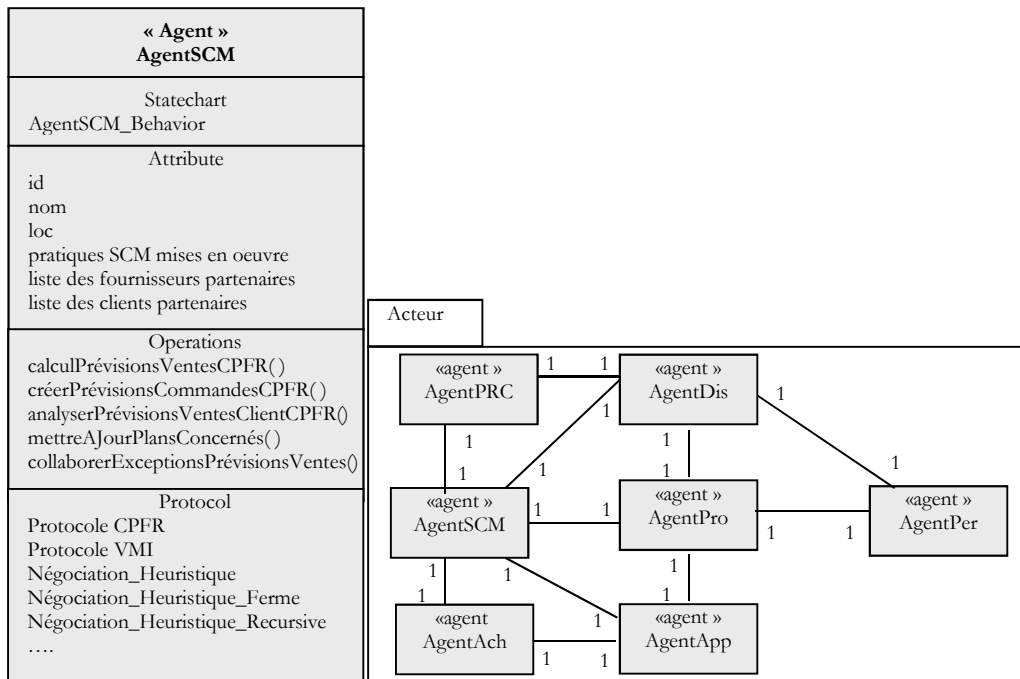 « Agent »
AgentSCM
Statechart
AgentSCM_Behavior
Attribute
id
nom
loc
pratiques SCM mises en oeuvre
liste des fournisseurs partenaires
liste des clients partenaires
Operations
calculPrévisionsVentesCPFR( )
créerPrévisionsCommandesCPFR( )
analyserPrévisionsVentesClientCPFR()
mettreAJourPlansConcernés( )
collaborerExceptionsPrévisionsVentes()
Protocol
Protocole CPFR
Protocole VMI
Négociation_Heuristique
Négociation_Heuristique_Ferme
Négociation_Heuristique_Recursive
….
Acteur
«agent »
AgentPRC
1
1
«agent »
AgentDis
1
1
1
1
1
1
1
1
«agent »
AgentSCM
1
1
«agent »
AgentPro
1
1
«agent »
AgentPer
1
1
1
1
1
1
«agent
AgentAch
1
1
«agent »
AgentApp